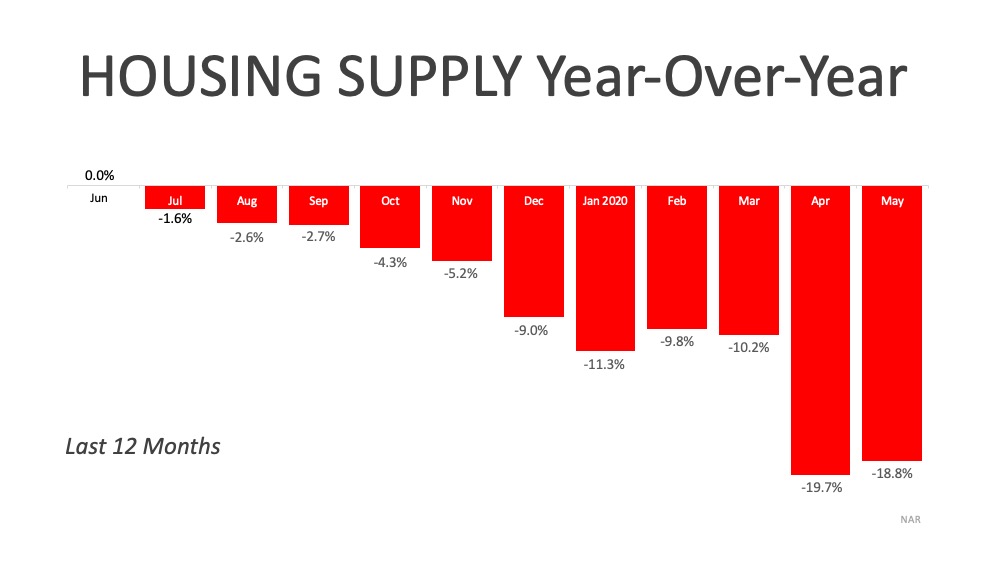 HOUSING SUPPLY Year-Over-Year
0.0%
Jun
Jul
Aug
Sep
Oct
Nov
Dec
Jan 2020
Feb
Mar
Apr
May
-1.6%
-2.6%
-2.7%
-4.3%
-5.2%
-9.0%
-11.3%
-9.8%
-10.2%
-19.7%
-18.8%
Last 12 Months
NAR